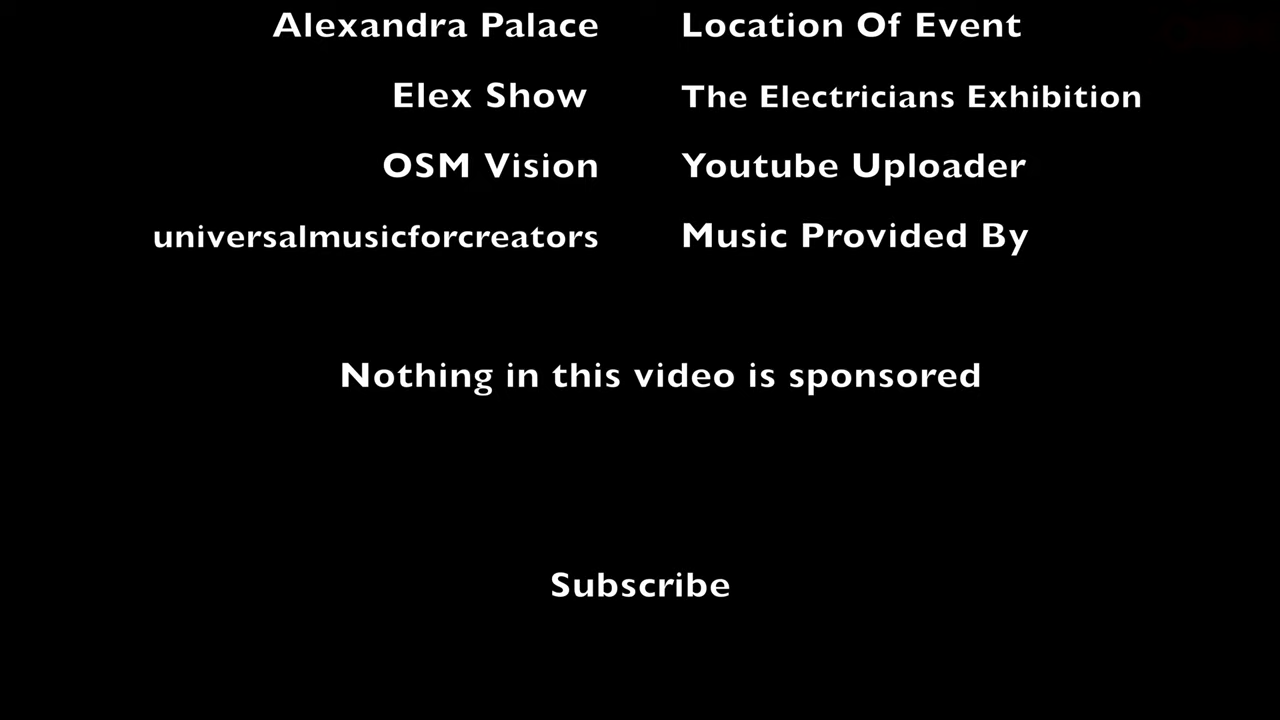 Alexandra Palace Location Of Event
Elex Show The Electricians Exhibition
OSM Vision Youtube Uploader
universalmusicforcreators Music Provided By
Nothing in this video is sponsored
Subscribe